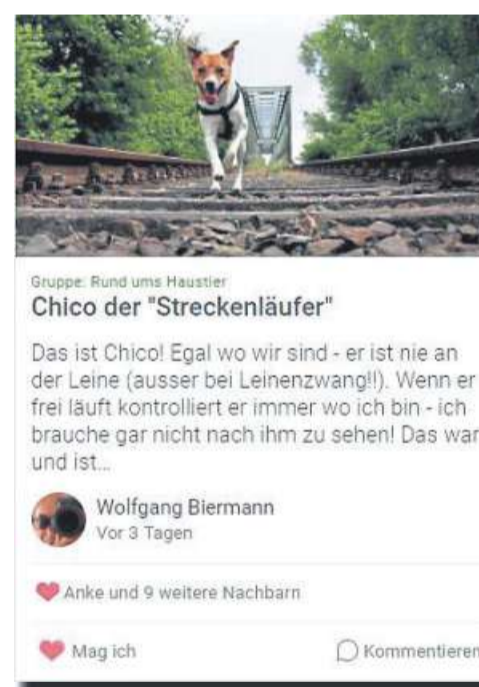 Gruppe: Rund ums Haustier
Chico der "Streckenläufer"
Das ist Chico! Egal wo wir sind - er ist nie an
der Leine (ausser bei Leinenzwang!!). Wenn er
frei läuft kontrolliert er immer wo ich bin - ich
brauche gar nicht nach ihm zu sehen! Das war
und ist...
Wolfgang Biermann
Vor 3 Tagen
Anke und 9 weitere Nachbarn
Mag ich Kommentieren